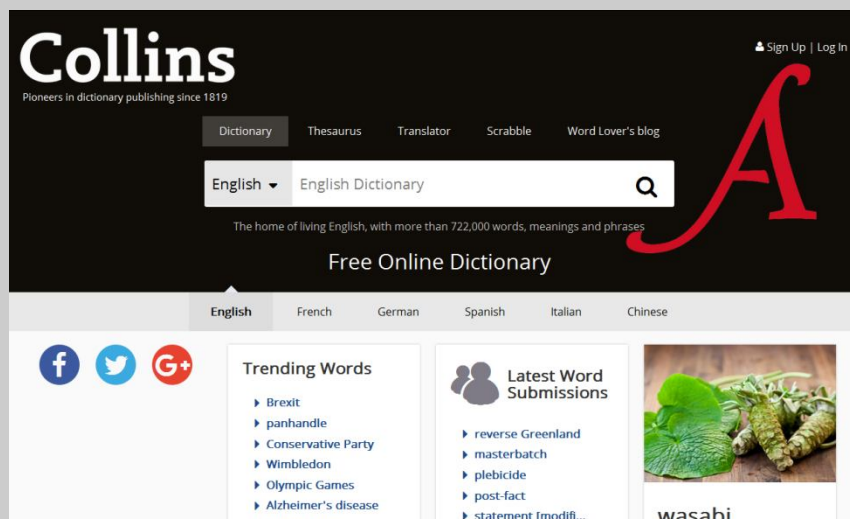 Collins
Pioneers in dictionary publishing since 1819
Sign Up | Log In
A
Dictionary Thesaurus Translator Scrabble Word Lover's blog
English English Dictionary
The home of living English, with more than 722,000 words, meanings and phrases
Free Online Dictionary
English French German Spanish Italian Chinese
f G+
Trending Words
Brexit
panhandle
Conservative Party
Wimbledon
Olympic Games
Alzheimer's disease
Latest Word
Submissions
reverse Greenland
masterbatch
plebicide
post-fact
statement [modifi...
wasabi